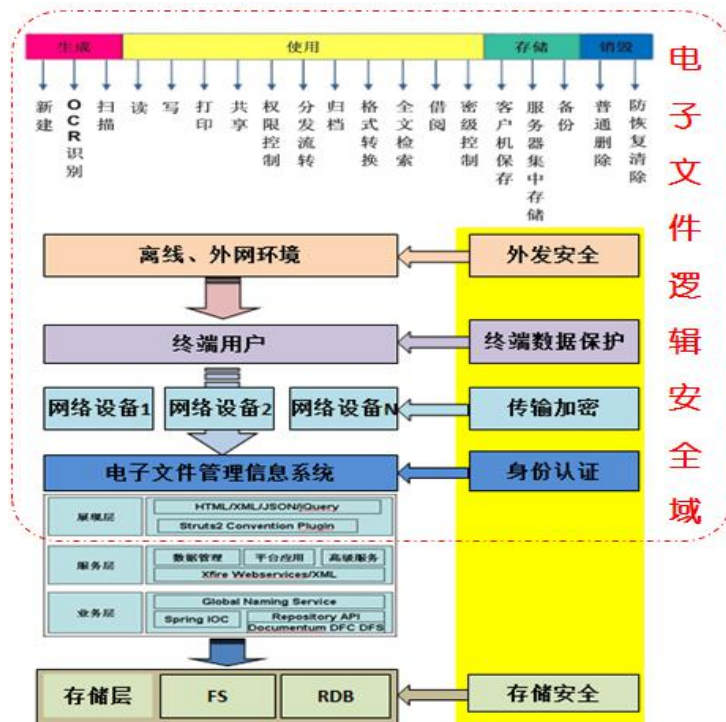 生成 使用 存储 销毁
新建
OCR识别
扫描
读
写
打印
共享
权限控制
分发流转
归档
格式转换
全文检索
借阅
密级控制
客户机保存
服务器集中存储
备份
普通删除
防恢复清除
电子文件逻辑安全域
离线、外网环境
外发安全
终端用户
终端数据保护
网络设备1
网络设备2
网络设备N
传输加密
电子文件管理信息系统
身份认证
展现层
HTML/XML/JSON/jQuery
Struts2 Convention Plugin
服务层
数据管理
平台应用
高级服务
Xfire Webservices/XML
业务层
Global Naming Service
Spring IOC
Repository API
Documentum DFC DFS
存储层
FS
RDB
存储安全